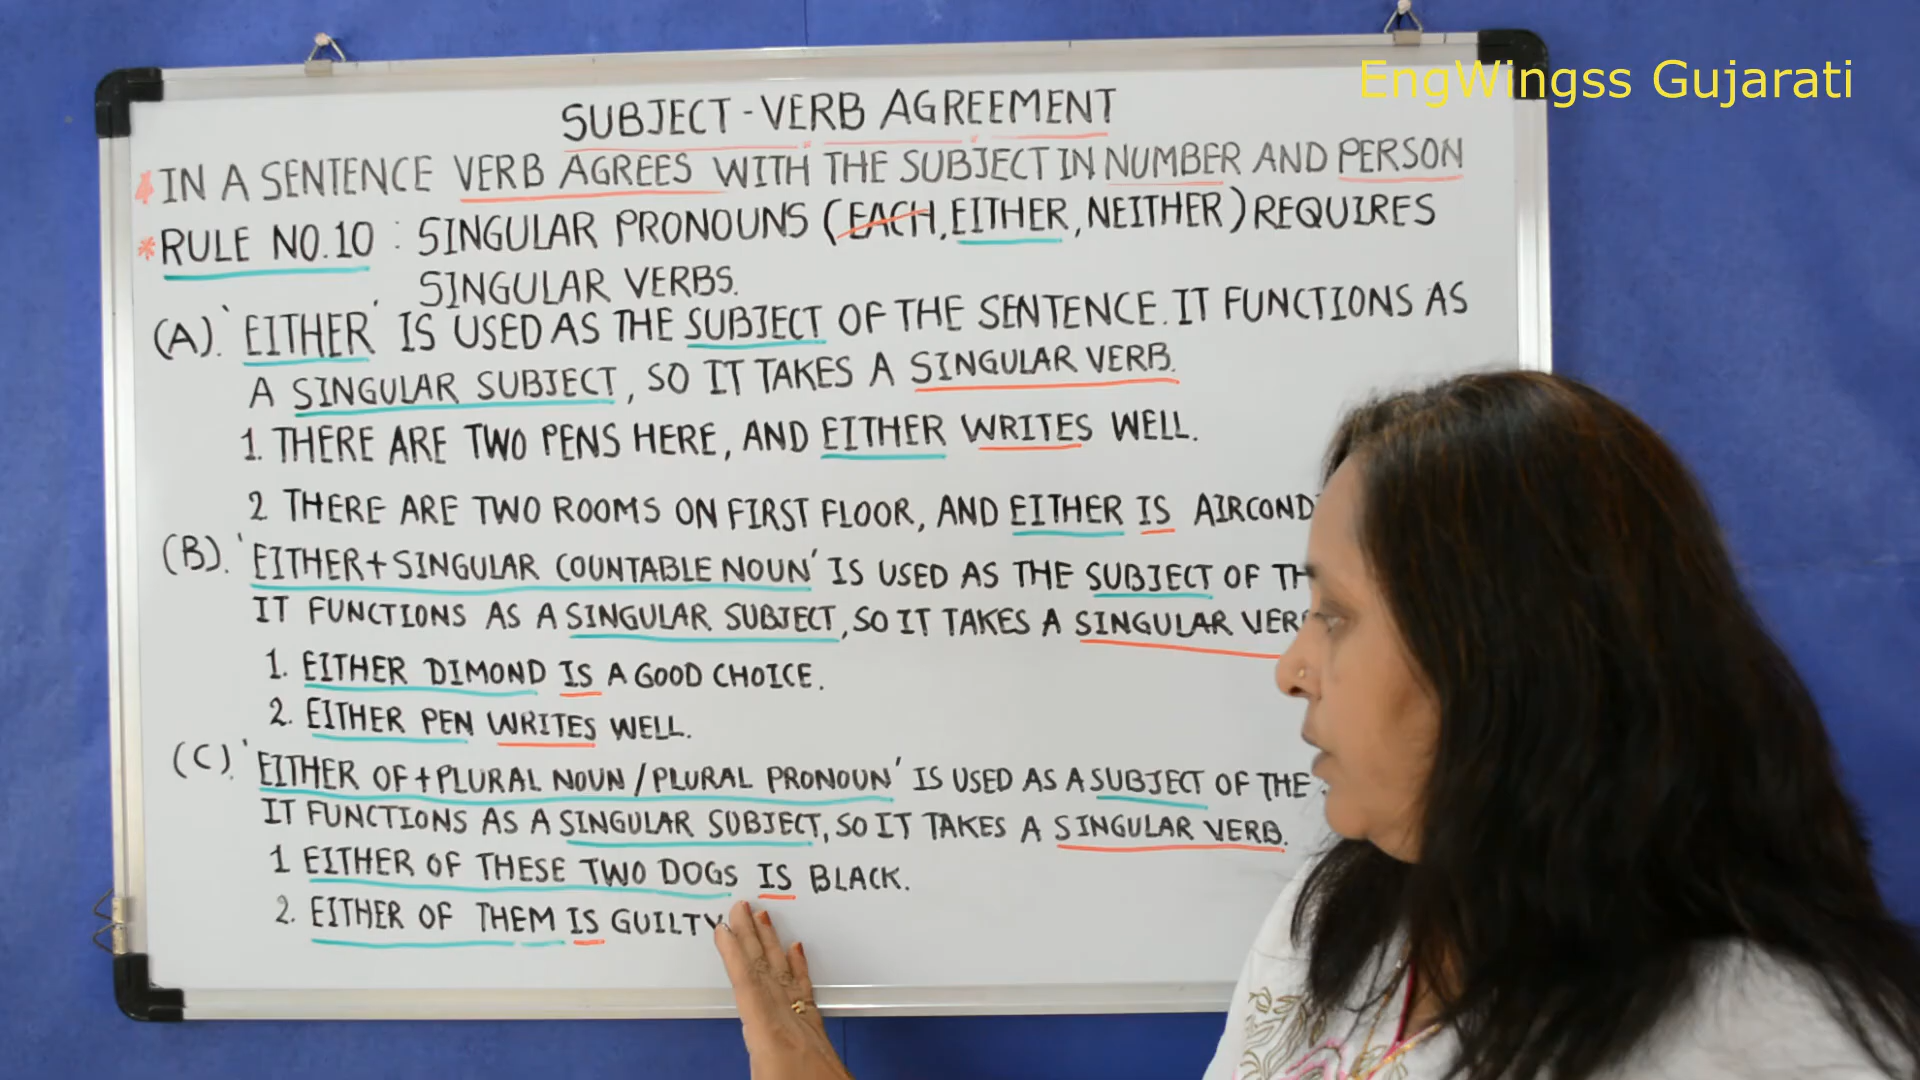 EngWingss Gujarati
SUBJECT-VERB AGREEMENT
* IN A SENTENCE VERB AGREES WITH THE SUBJECT IN NUMBER AND PERSON
* RULE NO.10 : SINGULAR PRONOUNS (EACH, EITHER, NEITHER) REQUIRES
SINGULAR VERBS.
(A). 'EITHER' IS USED AS THE SUBJECT OF THE SENTENCE. IT FUNCTIONS AS
A SINGULAR SUBJECT, SO IT TAKES A SINGULAR VERB.
1. THERE ARE TWO PENS HERE, AND EITHER WRITES WELL.
2 THERE ARE TWO ROOMS ON FIRST FLOOR, AND EITHER IS
(B). 'EITHER+SINGULAR COUNTABLE NOUN' IS USED AS THE SUBJECT OF
IT FUNCTIONS AS A SINGULAR SUBJECT, SO IT TAKES A SINGULAR
1. EITHER DIMOND IS A GOOD CHOICE.
2. EITHER PEN WRITES WELL.
(C). 'EITHER OF+PLURAL NOUN/PLURAL PRONOUN' IS USED AS A SUBJECT OF THE
IT FUNCTIONS AS A SINGULAR SUBJECT, SO IT TAKES A SINGULAR VERB.
1 EITHER OF THESE TWO DOGS IS BLACK.
2. EITHER OF THEM IS GUILTY